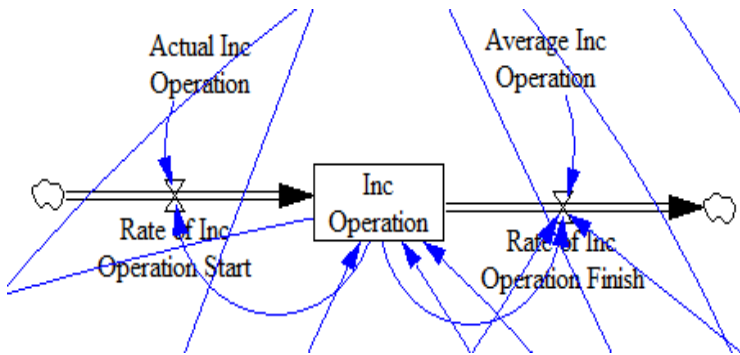 Actual Inc
Operation
Average Inc
Operation
Inc
Operation
Rate of Inc
Operation Start
Rate of Inc
Operation Finish